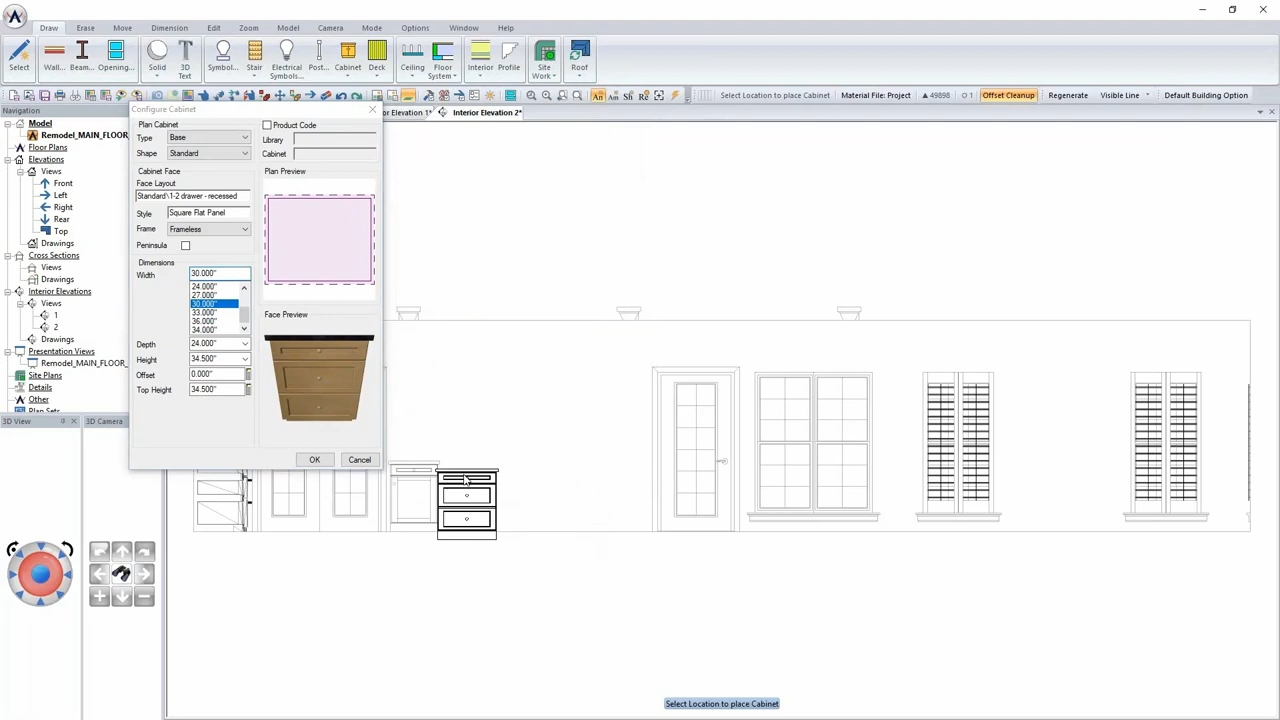 Draw Erase Move Dimension Edit Zoom Model Camera Mode Options Window Help
Select Wall... Beam... Opening... Solid 3D Text Symbol... Stair Electrical Symbols... Post... Cabinet Deck Ceiling Floor System Interior Profile Site Work Roof
Select Location to place Cabinet Material File: Project 49898 1 Offset Cleanup Regenerate Visible Line Default Building Option
Navigation
Configure Cabinet
Interior Elevation 2*
Model
Remodel_MAIN_FLOOR_
Floor Plans
Elevations
Views
Front
Left
Right
Rear
Top
Drawings
Cross Sections
Views
Drawings
Interior Elevations
Views
1
2
Drawings
Presentation Views
Remodel_MAIN_FLOOR_
Site Plans
Details
Other
Plan Sets
3D View
3D Camera
Plan Cabinet
Type Base
Shape Standard
Product Code
Library
Cabinet
Cabinet Face
Face Layout
Standard\1-2 drawer - recessed
Style Square Flat Panel
Frame Frameless
Peninsula
Plan Preview
Dimensions
Width 30.000"
24.000"
27.000"
30.000"
33.000"
36.000"
34.000"
Depth 24.000"
Height 34.500"
Offset 0.000"
Top Height 34.500"
Face Preview
OK Cancel
Select Location to place Cabinet